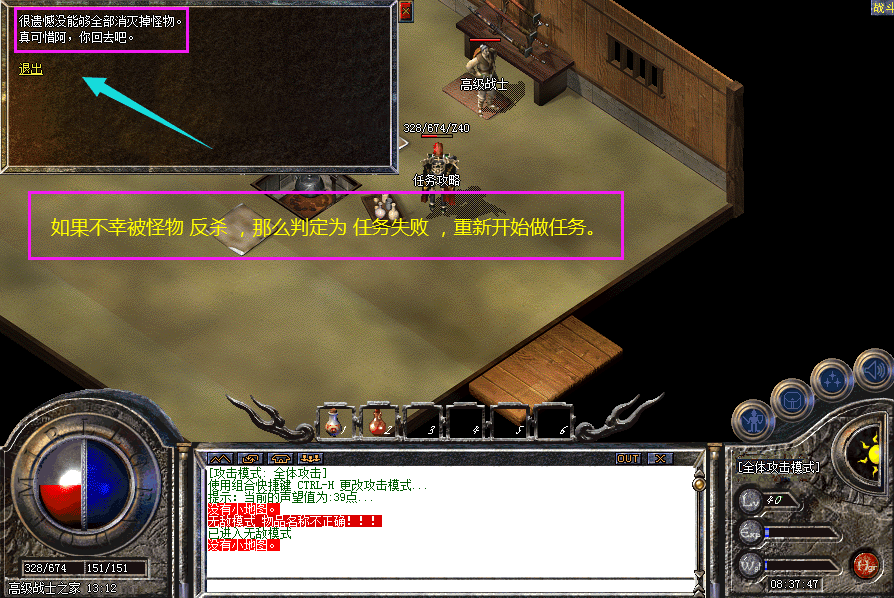 很遗憾没能够全部消灭掉怪物。
真可惜阿，你回去吧。
退出
战斗
高级战士
328/674/Z40
任务攻略
如果不幸被怪物 反杀 ，那么判定为 任务失败 ，重新开始做任务。
1 2 3 4 5 6
OUT
[攻击模式: 全体攻击]
使用组合快捷键 CTRL-H 更改攻击模式...
提示: 当前的声望值为:39点...
没有小地图。
无敌模式 物品名称不正确！！！
已进入无敌模式
没有小地图。
[全体攻击模式]
Lv 40
Exp
328/674 151/151
高级战士之家 13:12
08:37:47